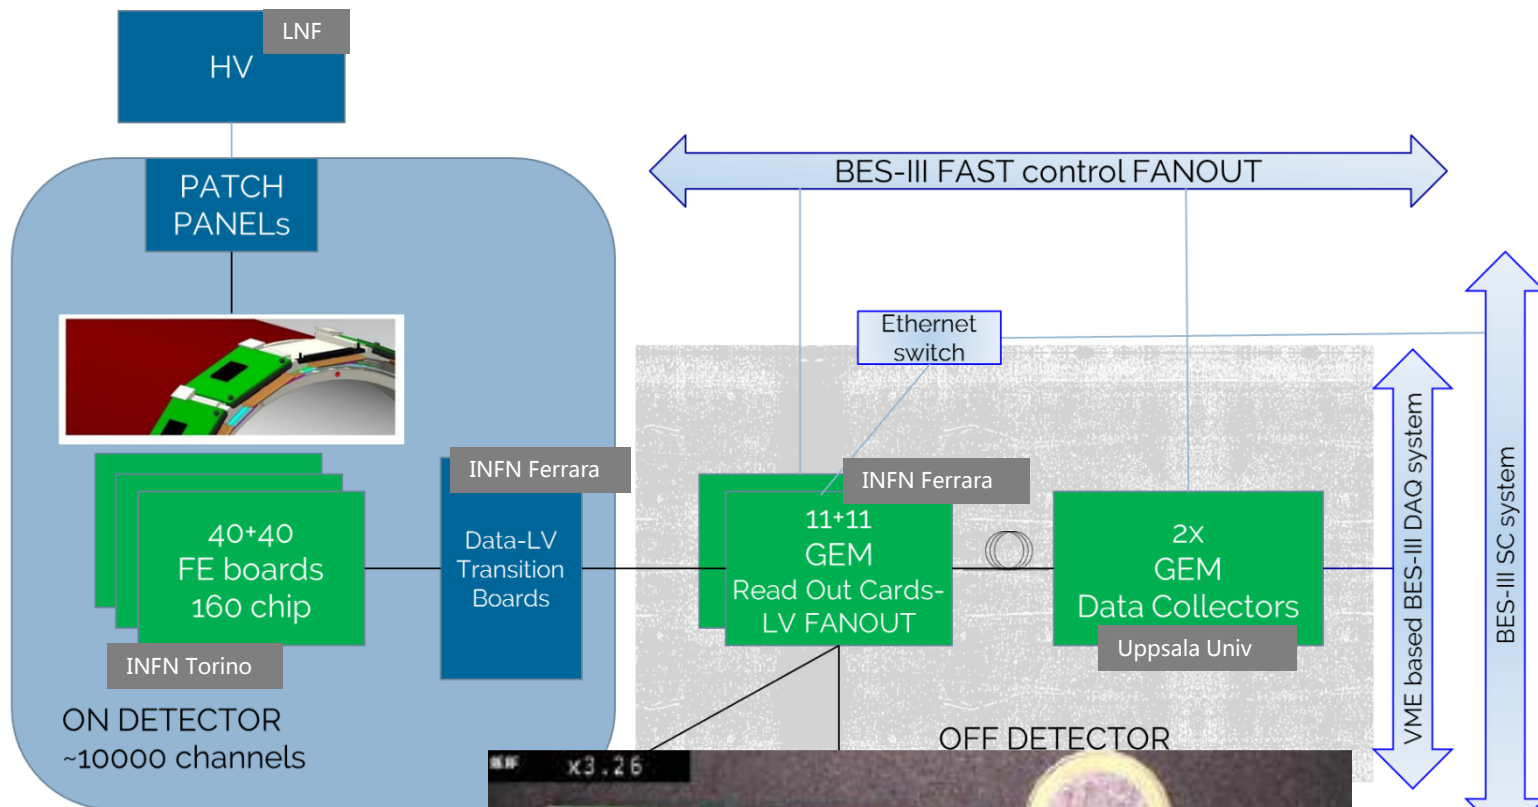 LNF
HV
PATCH
PANELs
BES-III FAST control FANOUT
Ethernet
switch
INFN Ferrara
INFN Ferrara
40+40
FE boards
160 chip
INFN Torino
Data-LV
Transition
Boards
11+11
GEM
Read Out Cards-
LV FANOUT
2x
GEM
Data Collectors
Uppsala Univ
VME based BES-III DAQ system
BES-III SC system
ON DETECTOR
~10000 channels
OFF DETECTOR
x3.26